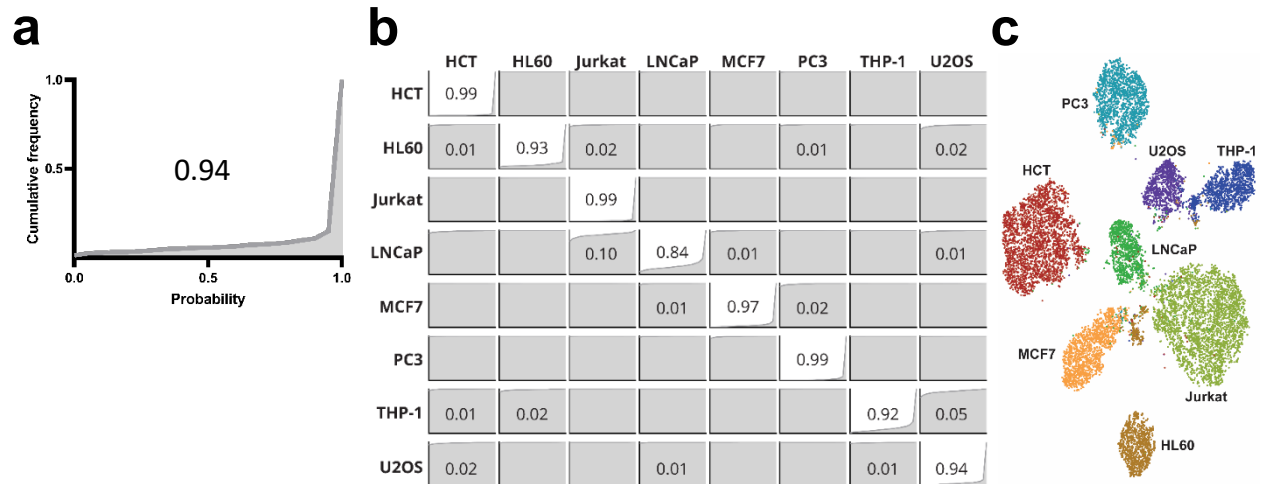 a
b
c
1.0
0.5
Cumulative frequency
0.94
0.0
0.5
1.0
Probability
HCT HL60 Jurkat LNCaP MCF7 PC3 THP-1 U2OS
HCT 0.99
HL60 0.01 0.93 0.02 0.01 0.02
Jurkat 0.99
LNCaP 0.10 0.84 0.01 0.01
MCF7 0.01 0.97 0.02
PC3 0.99
THP-1 0.01 0.02 0.92 0.05
U2OS 0.02 0.01 0.01 0.94
PC3
U2OS THP-1
HCT
LNCaP
MCF7
Jurkat
HL60